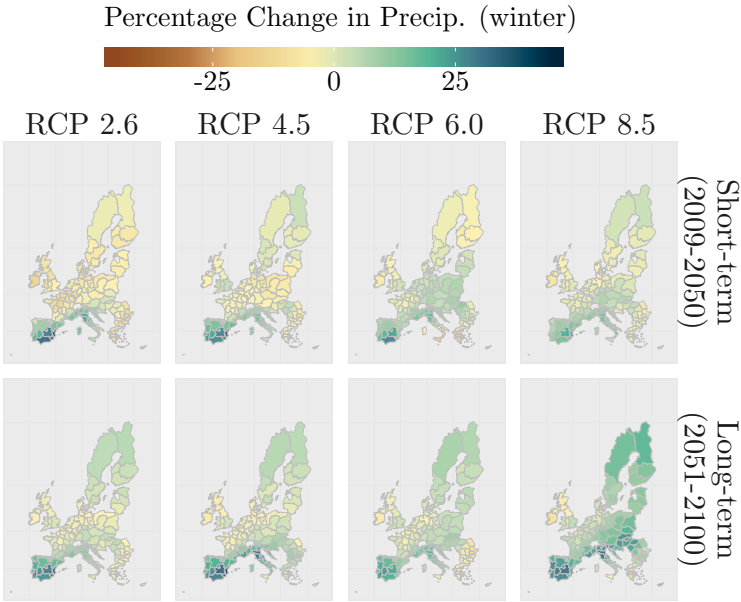 Percentage Change in Precip. (winter)
-25 0 25
RCP 2.6 RCP 4.5 RCP 6.0 RCP 8.5
Short-term
(2009-2050)
Long-term
(2051-2100)